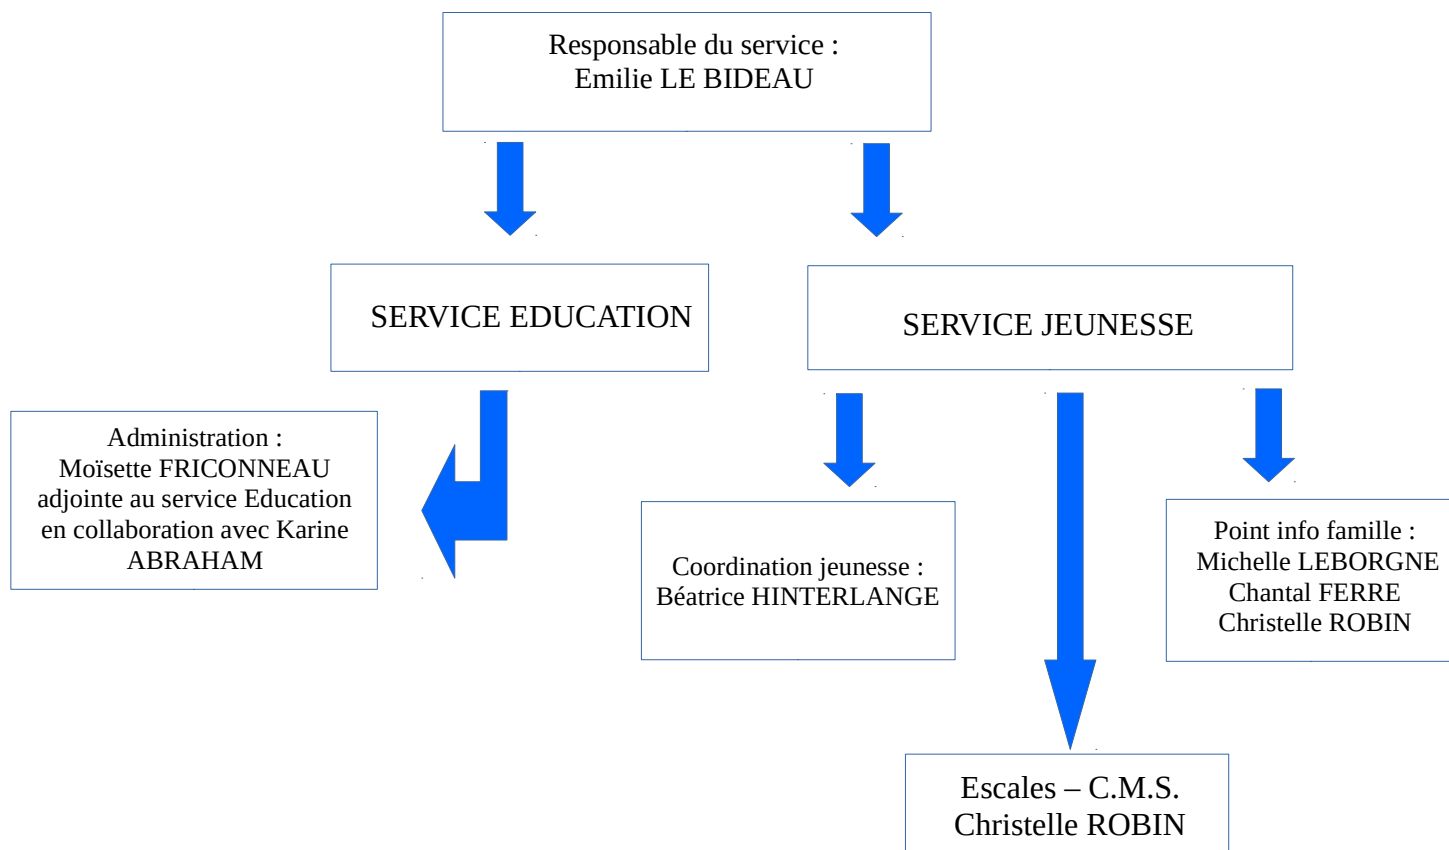 Responsable du service :
Emilie LE BIDEAU
SERVICE EDUCATION
SERVICE JEUNESSE
Administration :
Moïsette FRICONNEAU
adjointe au service Education
en collaboration avec Karine
ABRAHAM
Coordination jeunesse :
Béatrice HINTERLANGE
Point info famille :
Michelle LEBORGNE
Chantal FERRE
Christelle ROBIN
Escales – C.M.S.
Christelle ROBIN